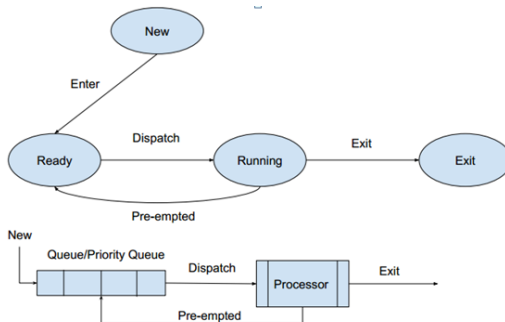 New
Enter
Dispatch
Exit
Ready
Running
Exit
Pre-empted
New
Queue/Priority Queue
Dispatch
Processor
Exit
Pre-empted